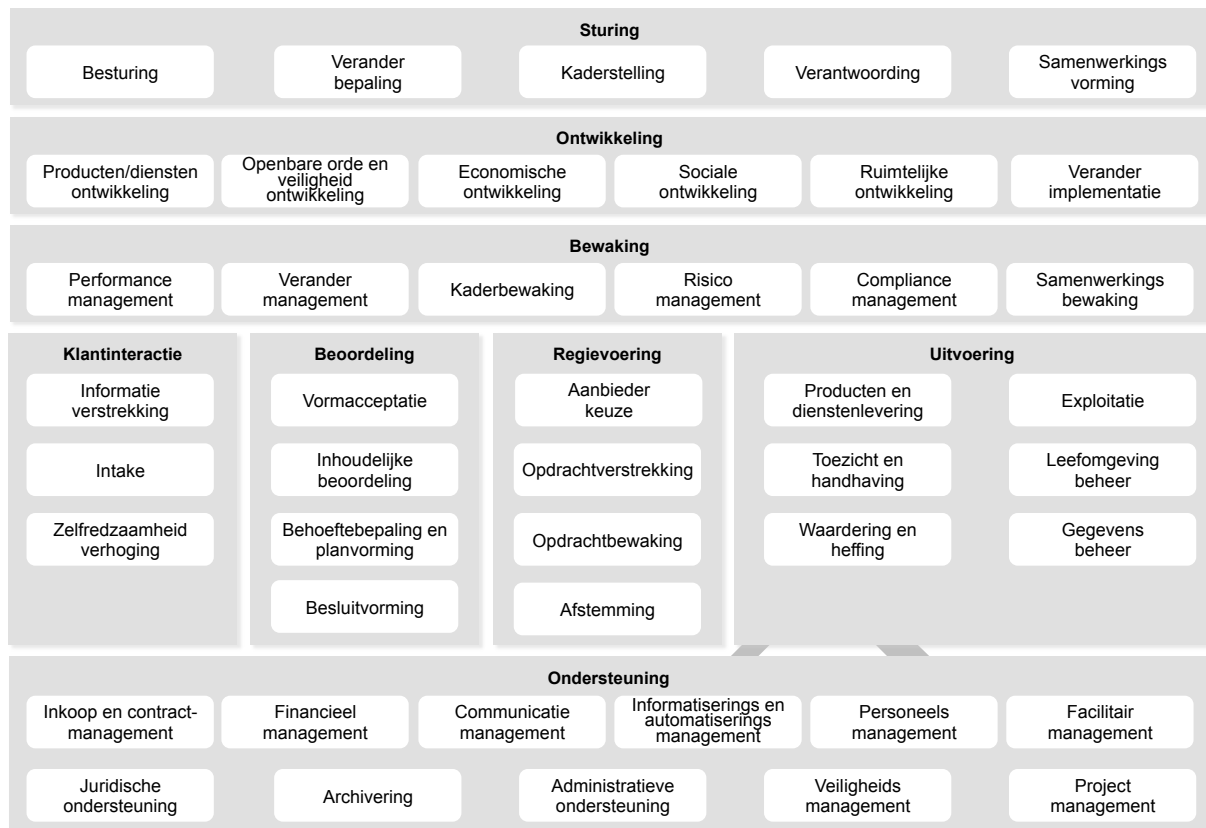 Sturing
Besturing
Verander
bepaling
Kaderstelling
Verantwoording
Samenwerkings
vorming
Ontwikkeling
Producten/diensten
ontwikkeling
Openbare orde en
veiligheid
ontwikkeling
Economische
ontwikkeling
Sociale
ontwikkeling
Ruimtelijke
ontwikkeling
Verander
implementatie
Bewaking
Performance
management
Verander
management
Kaderbewaking
Risico
management
Compliance
management
Samenwerkings
bewaking
Klantinteractie
Informatie
verstrekking
Intake
Zelfredzaamheid
verhoging
Beoordeling
Vormacceptatie
Inhoudelijke
beoordeling
Behoeftebepaling en
planvorming
Besluitvorming
Regievoering
Aanbieder
keuze
Opdrachtverstrekking
Opdrachtbewaking
Afstemming
Uitvoering
Producten en
dienstenlevering
Exploitatie
Toezicht en
handhaving
Leefomgeving
beheer
Waardering en
heffing
Gegevens
beheer
Ondersteuning
Inkoop en contract-
management
Financieel
management
Communicatie
management
Informatiserings en
automatiserings
management
Personeels
management
Facilitair
management
Juridische
ondersteuning
Archivering
Administratieve
ondersteuning
Veiligheids
management
Project
management